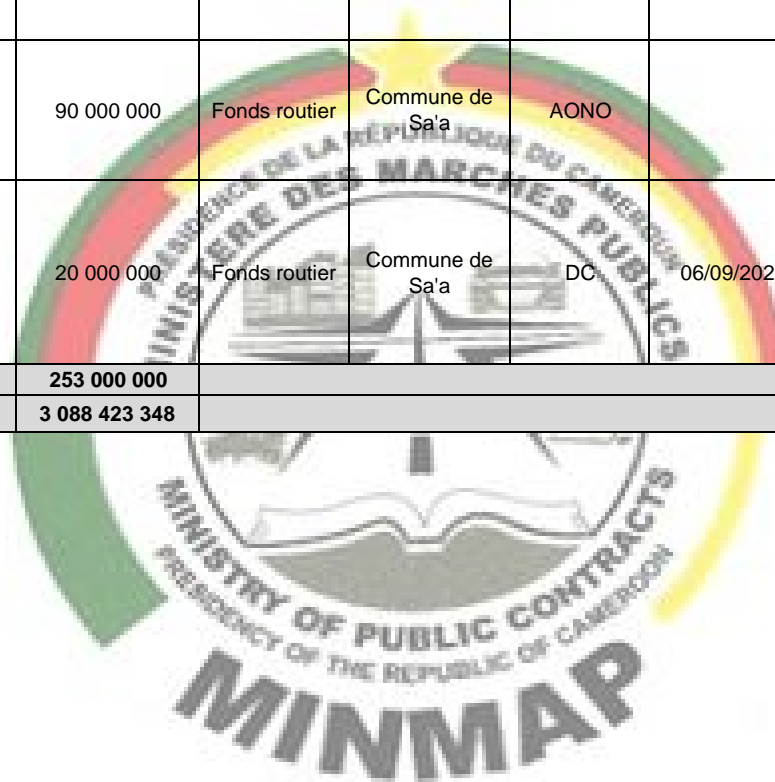 90 000 000 Fonds routier Commune de Sa'a AONO
20 000 000 Fonds routier Commune de Sa'a DC 06/09/202
253 000 000
3 088 423 348
PRÉSIDENCE DE LA RÉPUBLIQUE DU CAMEROUN
MINISTERE DES MARCHES PUBLICS
MINISTRY OF PUBLIC CONTRACTS
PRESIDENCY OF THE REPUBLIC OF CAMEROON
MINMAP